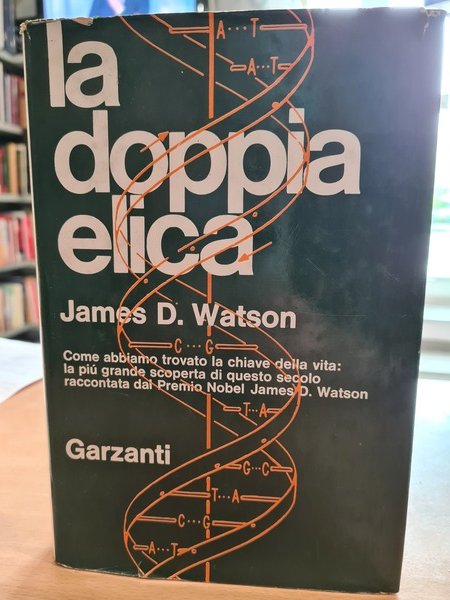 la
A···T
A···T
doppia
elica
James D. Watson
C···G
Come abbiamo trovato la chiave della vita:
la piú grande scoperta di questo secolo
raccontata dal Premio Nobel James D. Watson
T···A
Garzanti
G···C
T···A
C···G
A···T